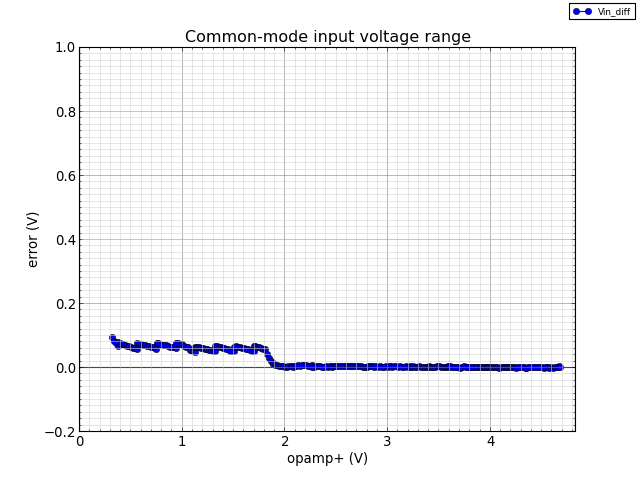 Vin_diff
Common-mode input voltage range
1.0
0.8
0.6
0.4
0.2
0.0
−0.2
error (V)
0 1 2 3 4
opamp+ (V)